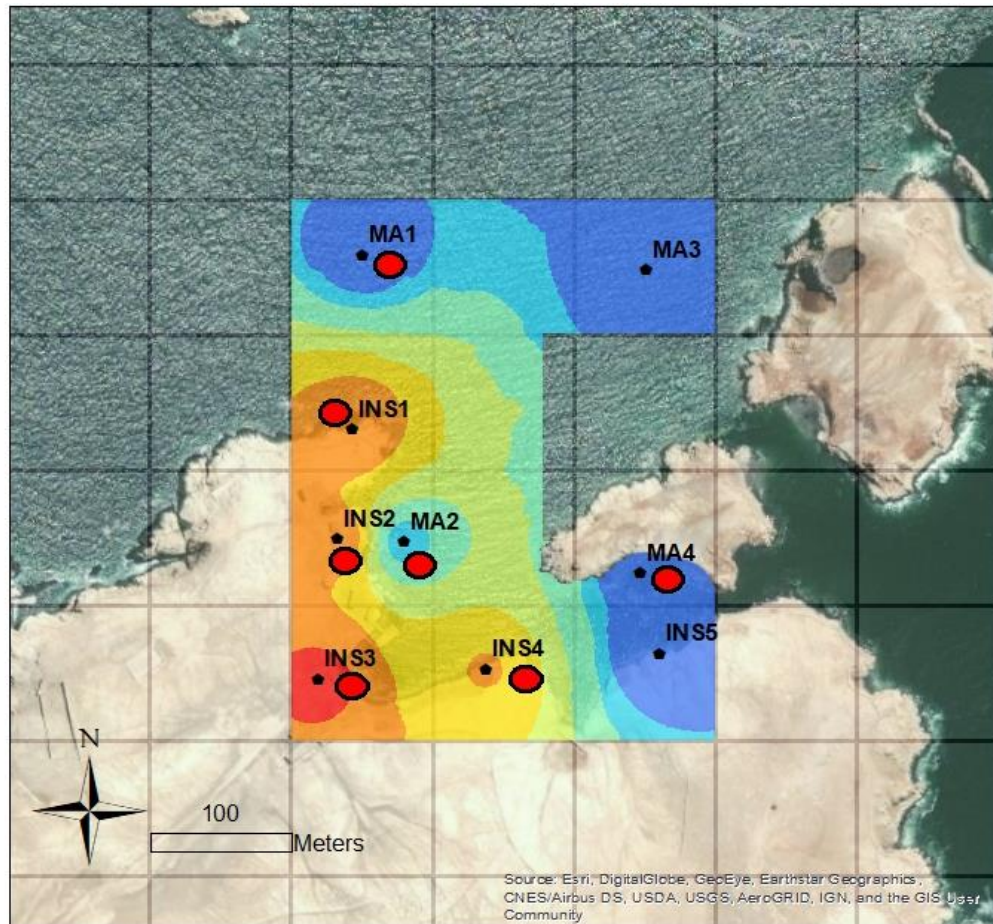 MA1
MA3
INS1
INS2
MA2
MA4
INS5
INS3
INS4
N
100
Meters
Source: Esri, DigitalGlobe, GeoEye, Earthstar Geographics,
CNES/Airbus DS, USDA, USGS, AeroGRID, IGN, and the GIS User
Community